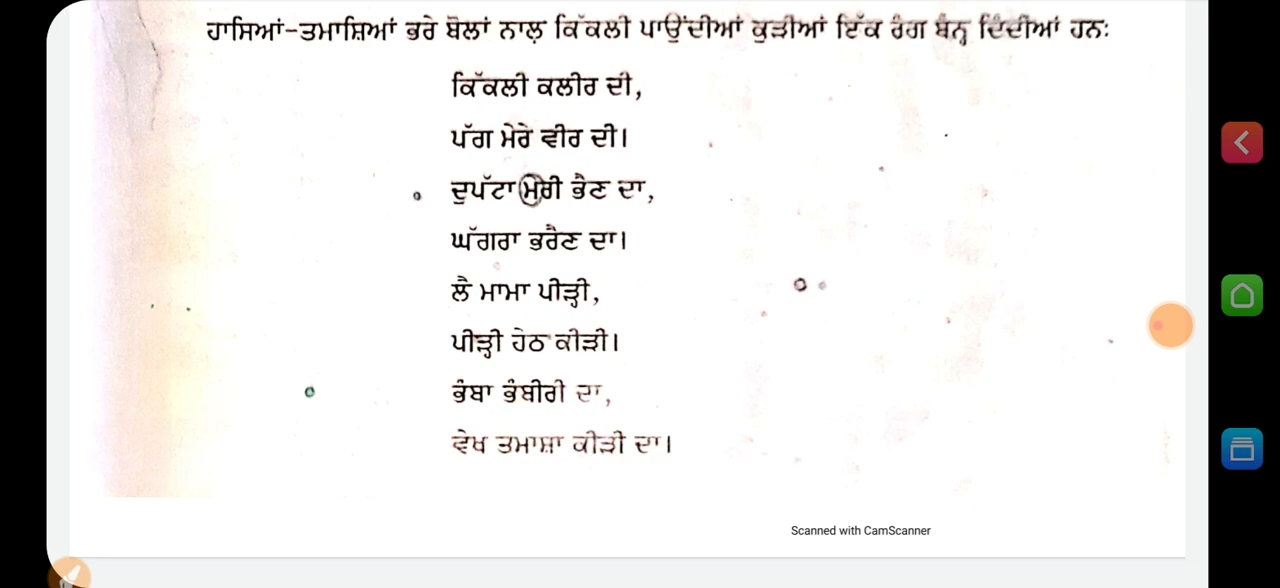 ਹਾਸਿਆਂ-ਤਮਾਸ਼ਿਆਂ ਭਰੇ ਬੋਲਾਂ ਨਾਲ਼ ਕਿੱਕਲੀ ਪਾਉਂਦੀਆਂ ਕੁੜੀਆਂ ਇੱਕ ਰੰਗ ਬੰਨ੍ਹ ਦਿੰਦੀਆਂ ਹਨ:
ਕਿੱਕਲੀ ਕਲੀਰ ਦੀ,
ਪੱਗ ਮੇਰੇ ਵੀਰ ਦੀ।
ਦੁਪੱਟਾ ਮੇਰੀ ਭੈਣ ਦਾ,
ਘੱਗਰਾ ਭਰੈਣ ਦਾ।
ਲੈ ਮਾਮਾ ਪੀੜ੍ਹੀ,
ਪੀੜ੍ਹੀ ਹੇਠ ਕੀੜੀ।
ਭੰਬਾ ਭੰਬੀਰੀ ਦਾ,
ਵੇਖ ਤਮਾਸ਼ਾ ਕੀੜੀ ਦਾ।
Scanned with CamScanner